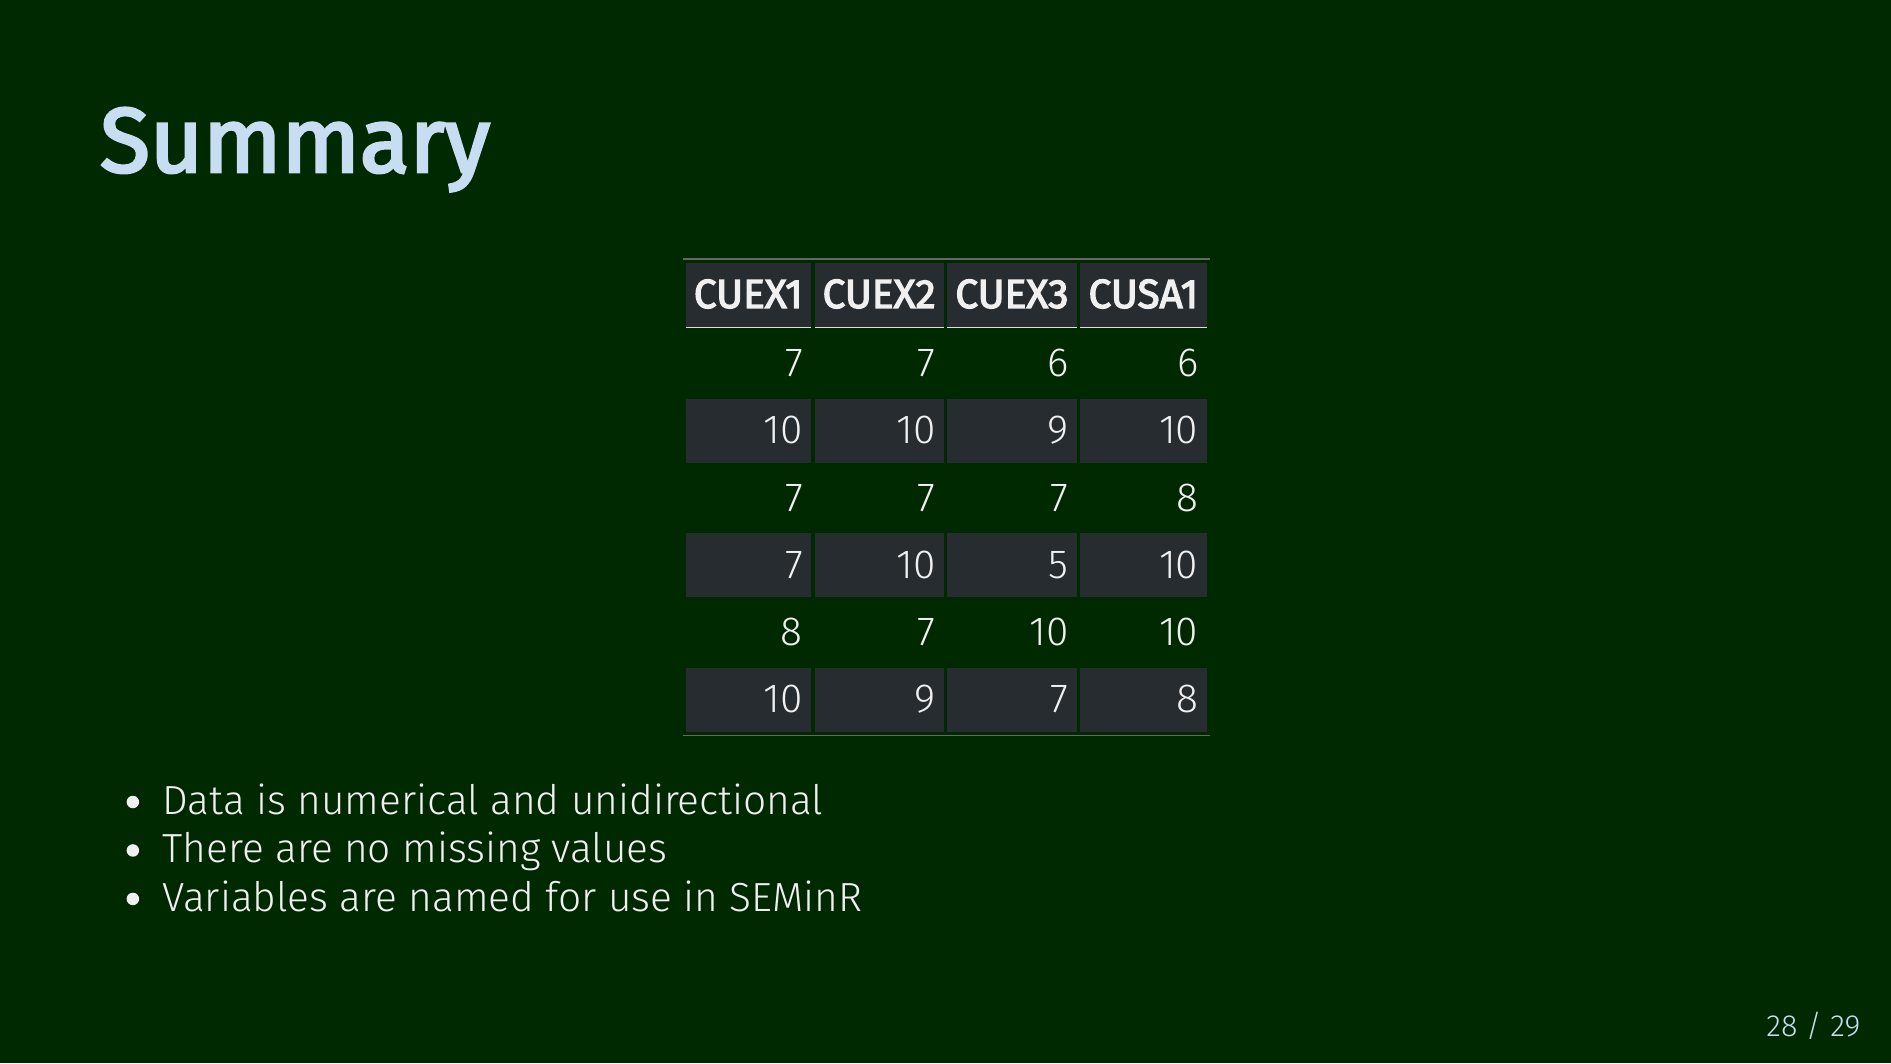 Summary
CUEX1 CUEX2 CUEX3 CUSA1
7 7 6 6
10 10 9 10
7 7 7 8
7 10 5 10
8 7 10 10
10 9 7 8
• Data is numerical and unidirectional
• There are no missing values
• Variables are named for use in SEMinR
28 / 29